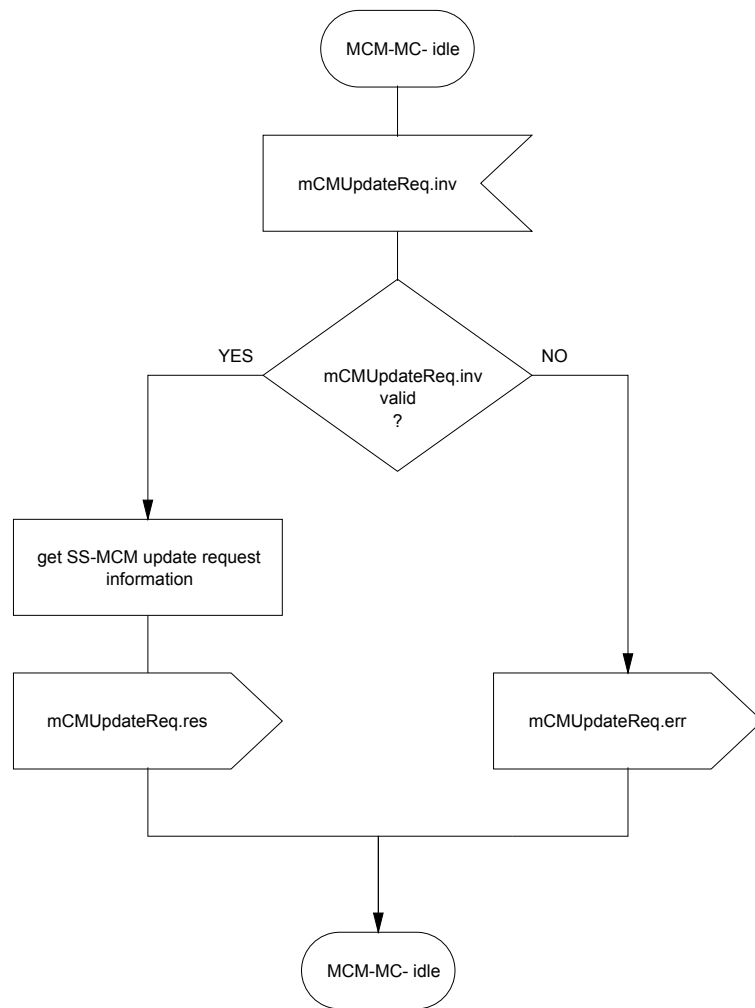 MCM-MC- idle
mCMUpdateReq.inv
YES
NO
mCMUpdateReq.inv
valid
?
get SS-MCM update request
information
mCMUpdateReq.res
mCMUpdateReq.err
MCM-MC- idle